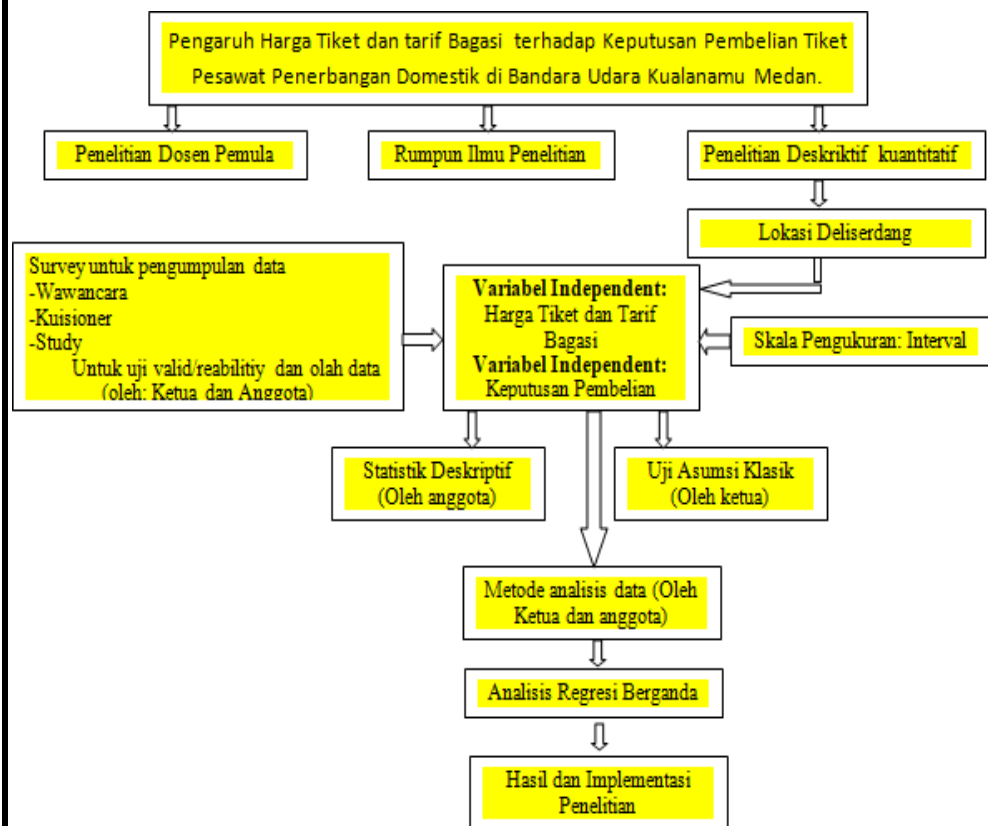 Pengaruh Harga Tiket dan tarif Bagasi terhadap Keputusan Pembelian Tiket
Pesawat Penerbangan Domestik di Bandara Udara Kualanamu Medan.
Penelitian Dosen Pemula
Rumpun Ilmu Penelitian
Penelitian Deskriktif kuantitatif
Lokasi Deliserdang
Survey untuk pengumpulan data
-Wawancara
-Kuisioner
-Study
Untuk uji valid/reabilitiy dan olah data
(oleh: Ketua dan Anggota)
Variabel Independent:
Harga Tiket dan Tarif
Bagasi
Variabel Independent:
Keputusan Pembelian
Skala Pengukuran: Interval
Statistik Deskriptif
(Oleh anggota)
Uji Asumsi Klasik
(Oleh ketua)
Metode analisis data (Oleh
Ketua dan anggota)
Analisis Regresi Berganda
Hasil dan Implementasi
Penelitian